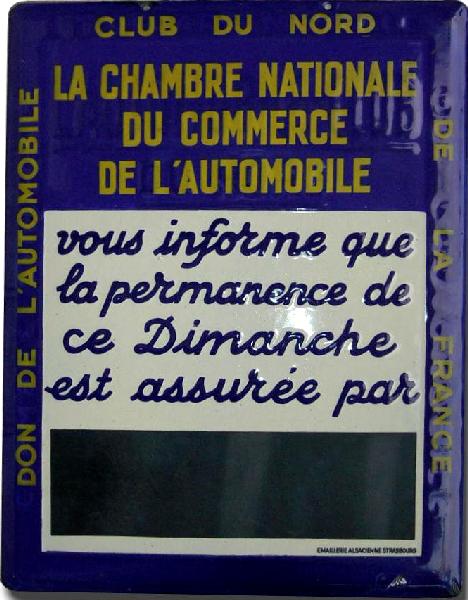 CLUB DU NORD
DON DE L'AUTOMOBILE
DE LA FRANCE
LA CHAMBRE NATIONALE
DU COMMERCE
DE L'AUTOMOBILE
vous informe que
la permanence de
ce Dimanche
est assurée par
EMAILLERIE ALSACIENNE STRASBOURG